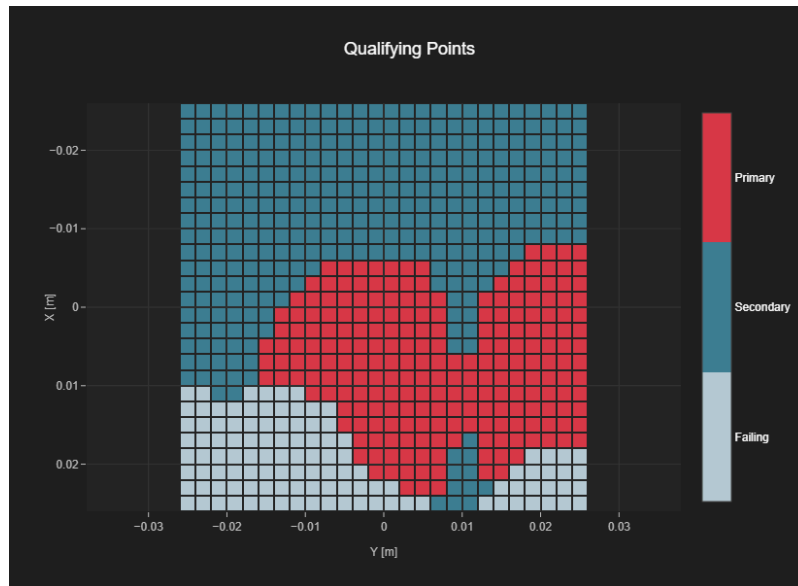 Qualifying Points
−0.02
−0.01
0
0.01
0.02
X [m]
−0.03
−0.02
−0.01
0
0.01
0.02
0.03
Y [m]
Primary
Secondary
Failing